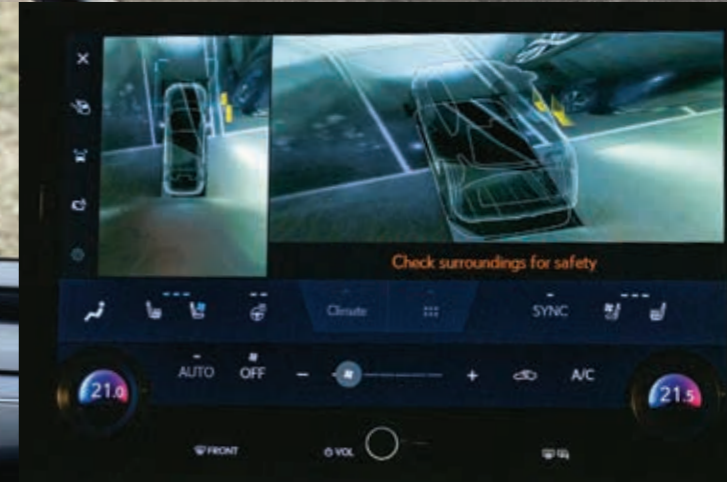 Check surroundings for safety
Climate
SYNC
AUTO
OFF
A/C
21.0
21.5
FRONT
VOL